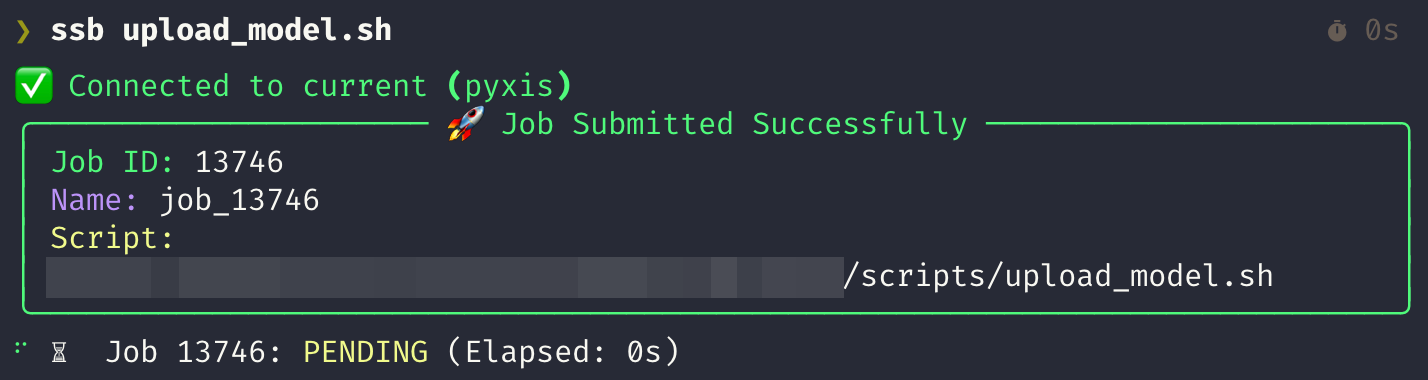 ❯ ssb upload_model.sh 0s
✅ Connected to current (pyxis)
🚀 Job Submitted Successfully
Job ID: 13746
Name: job_13746
Script:
/scripts/upload_model.sh
⠋ ⌛ Job 13746: PENDING (Elapsed: 0s)